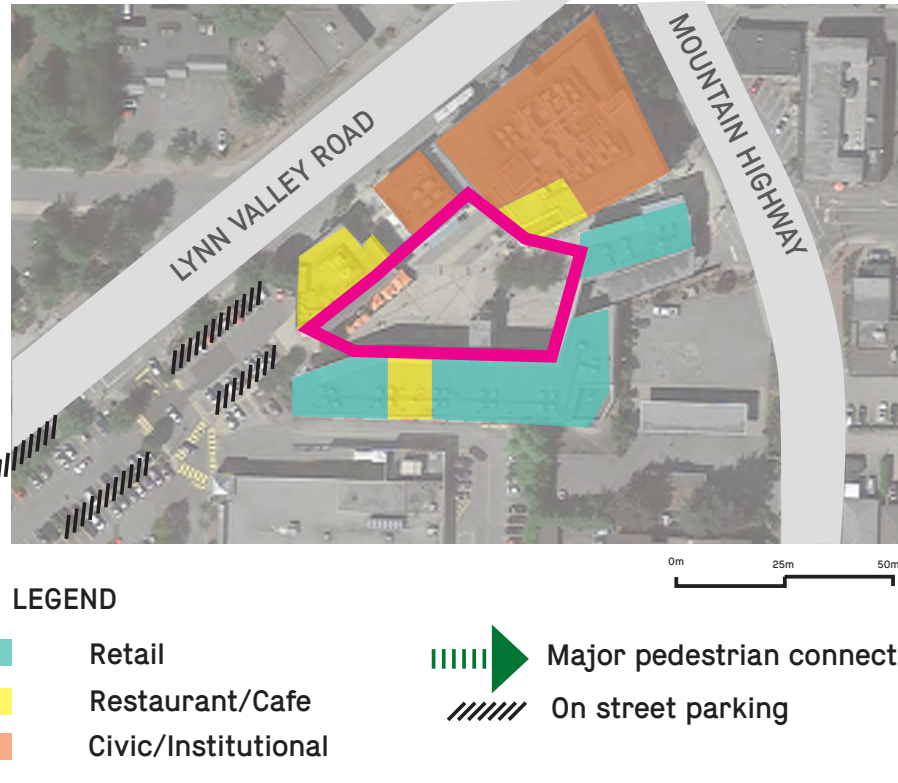 LYNN VALLEY ROAD
MOUNTAIN HIGHWAY
0m 25m 50m
LEGEND
Retail
Restaurant/Cafe
Civic/Institutional
Major pedestrian connect
On street parking